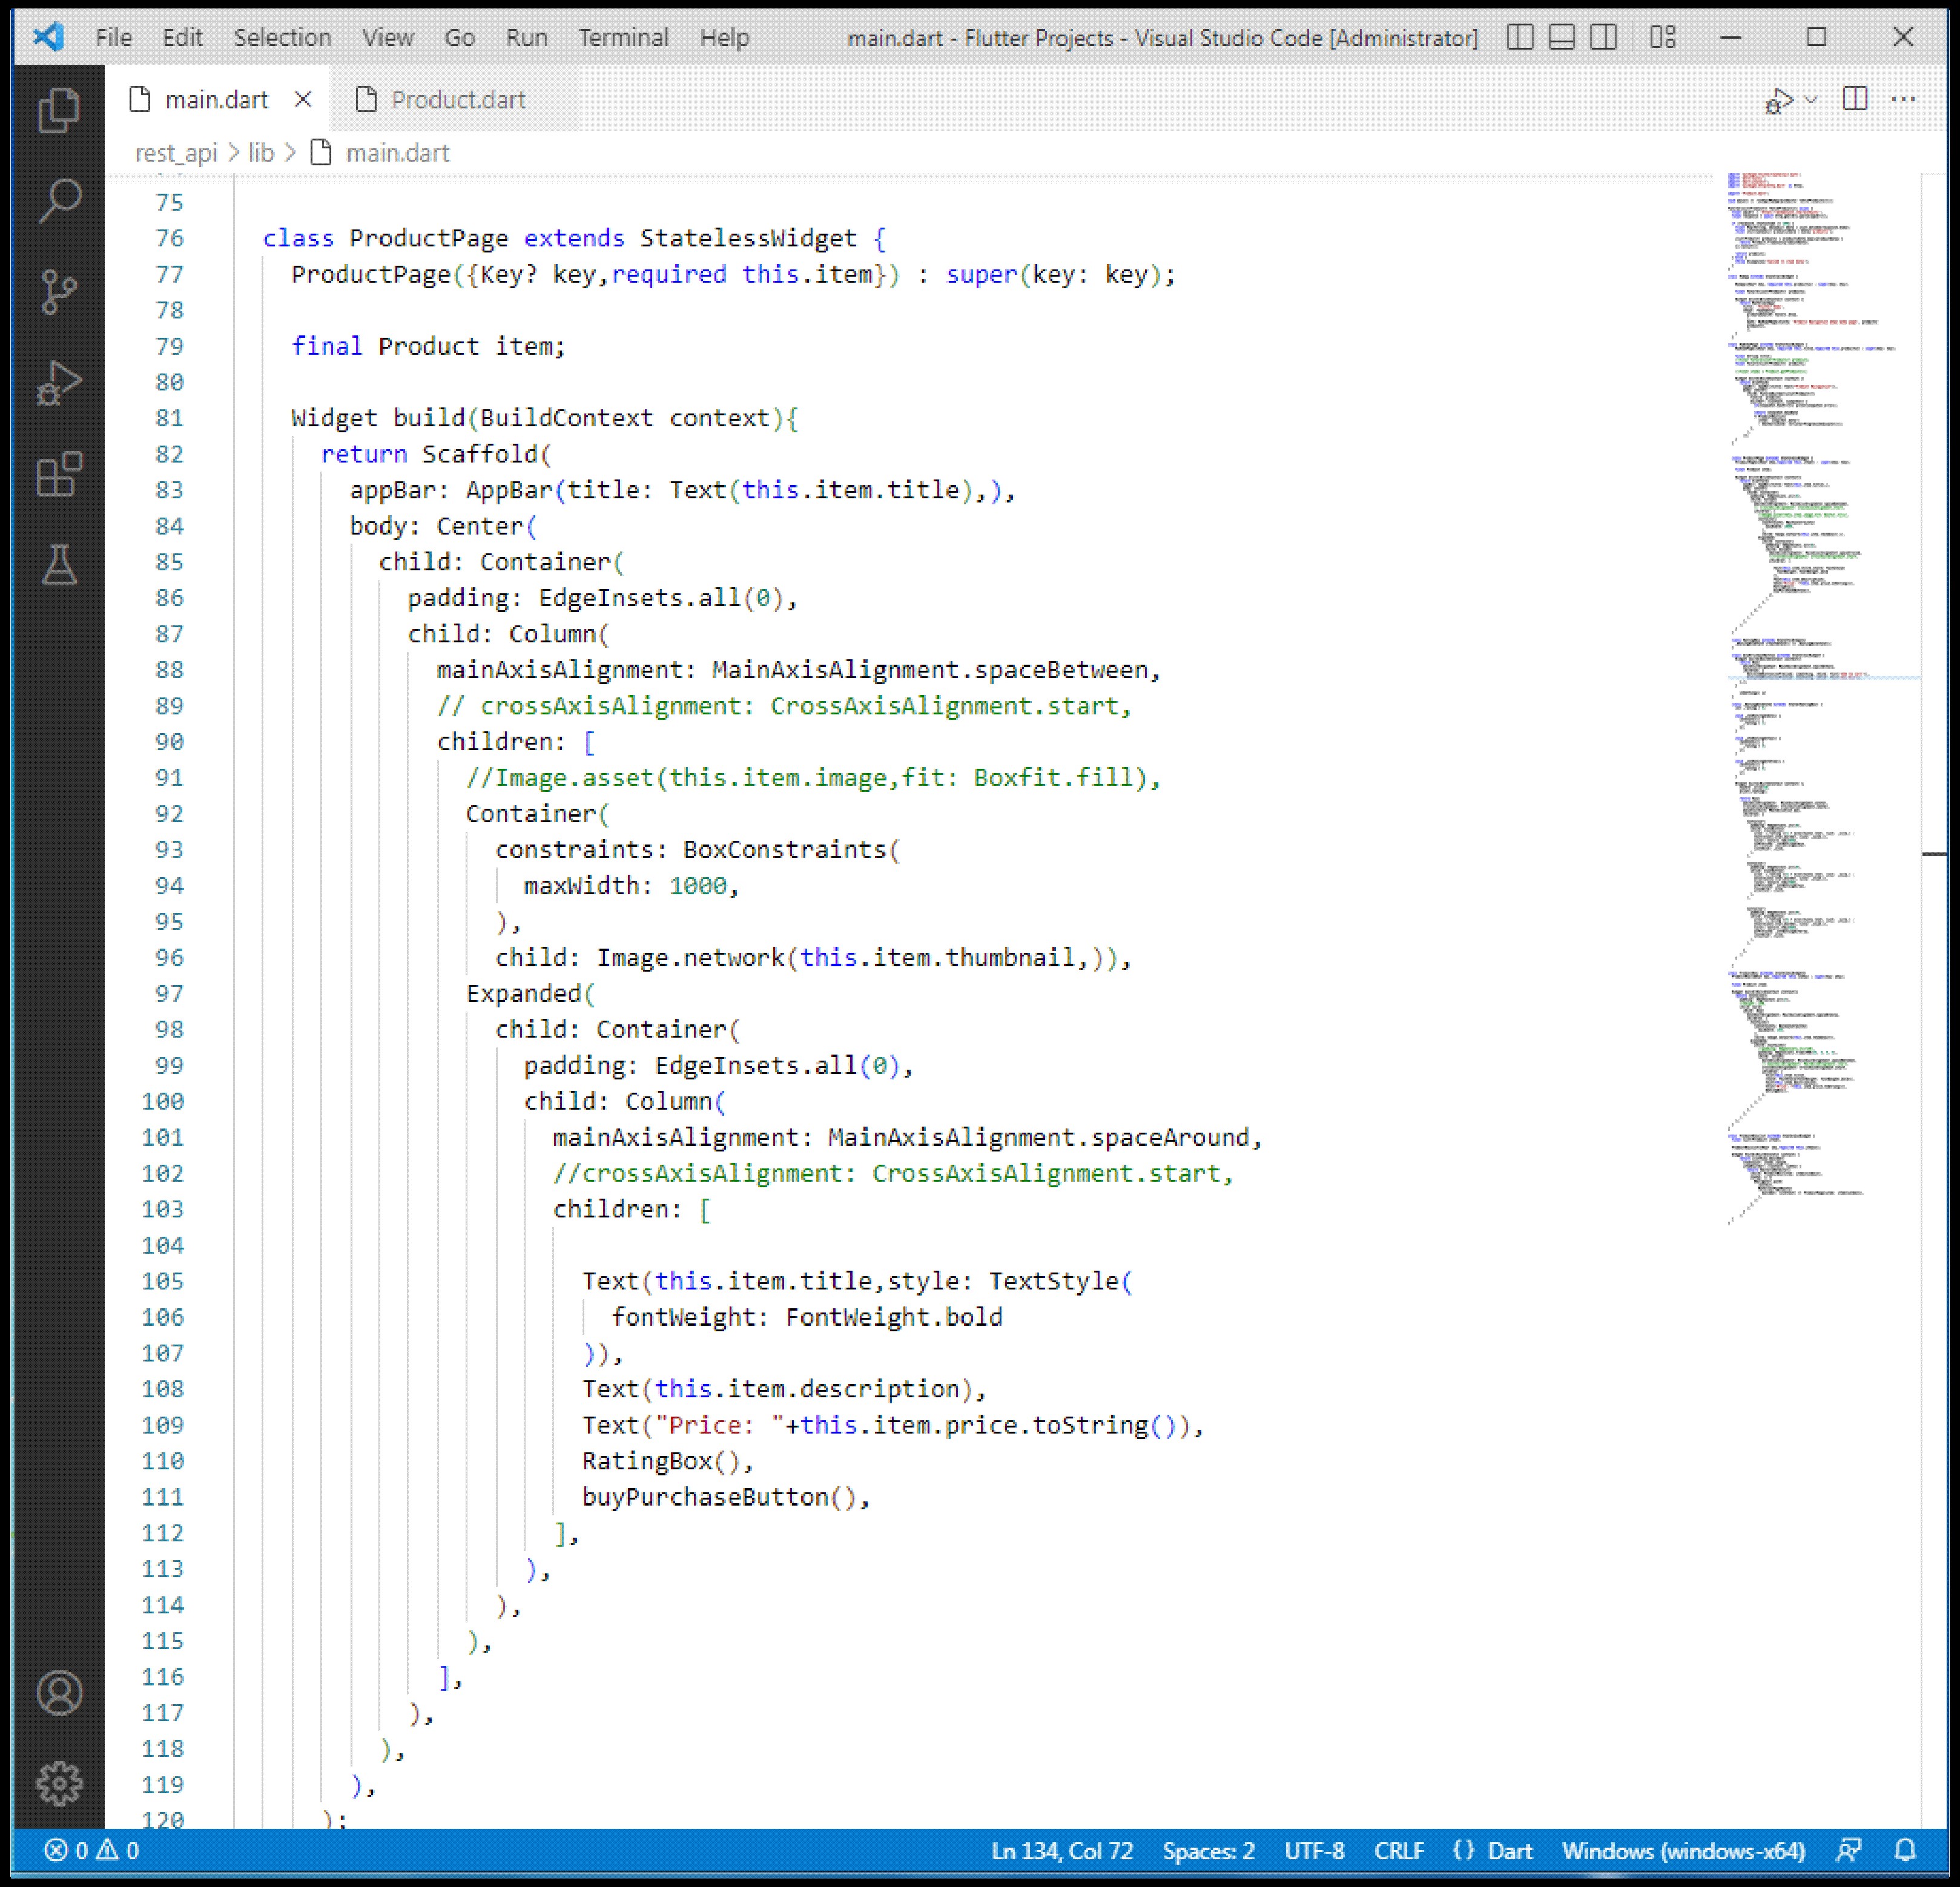 File Edit Selection View Go Run Terminal Help main.dart - Flutter Projects - Visual Studio Code [Administrator]
main.dart Product.dart
rest_api > lib > main.dart
75
76 class ProductPage extends StatelessWidget {
77 ProductPage({Key? key,required this.item}) : super(key: key);
78
79 final Product item;
80
81 Widget build(BuildContext context){
82 return Scaffold(
83 appBar: AppBar(title: Text(this.item.title),),
84 body: Center(
85 child: Container(
86 padding: EdgeInsets.all(0),
87 child: Column(
88 mainAxisAlignment: MainAxisAlignment.spaceBetween,
89 // crossAxisAlignment: CrossAxisAlignment.start,
90 children: [
91 //Image.asset(this.item.image,fit: Boxfit.fill),
92 Container(
93 constraints: BoxConstraints(
94 maxWidth: 1000,
95 ),
96 child: Image.network(this.item.thumbnail,)),
97 Expanded(
98 child: Container(
99 padding: EdgeInsets.all(0),
100 child: Column(
101 mainAxisAlignment: MainAxisAlignment.spaceAround,
102 //crossAxisAlignment: CrossAxisAlignment.start,
103 children: [
104
105 Text(this.item.title,style: TextStyle(
106 fontWeight: FontWeight.bold
107 )),
108 Text(this.item.description),
109 Text("Price: "+this.item.price.toString()),
110 RatingBox(),
111 buyPurchaseButton(),
112 ],
113 ),
114 ),
115 ),
116 ],
117 ),
118 ),
119 ),
120 );
0 0 Ln 134, Col 72 Spaces: 2 UTF-8 CRLF {} Dart Windows (windows-x64)